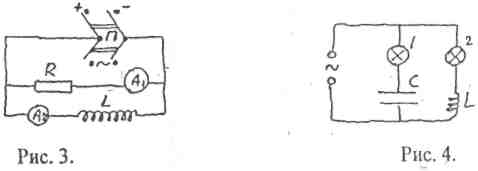 + -
П
~
R A₁
A₂ L
Рис. 3.
1 2
~
C
L
Рис. 4.